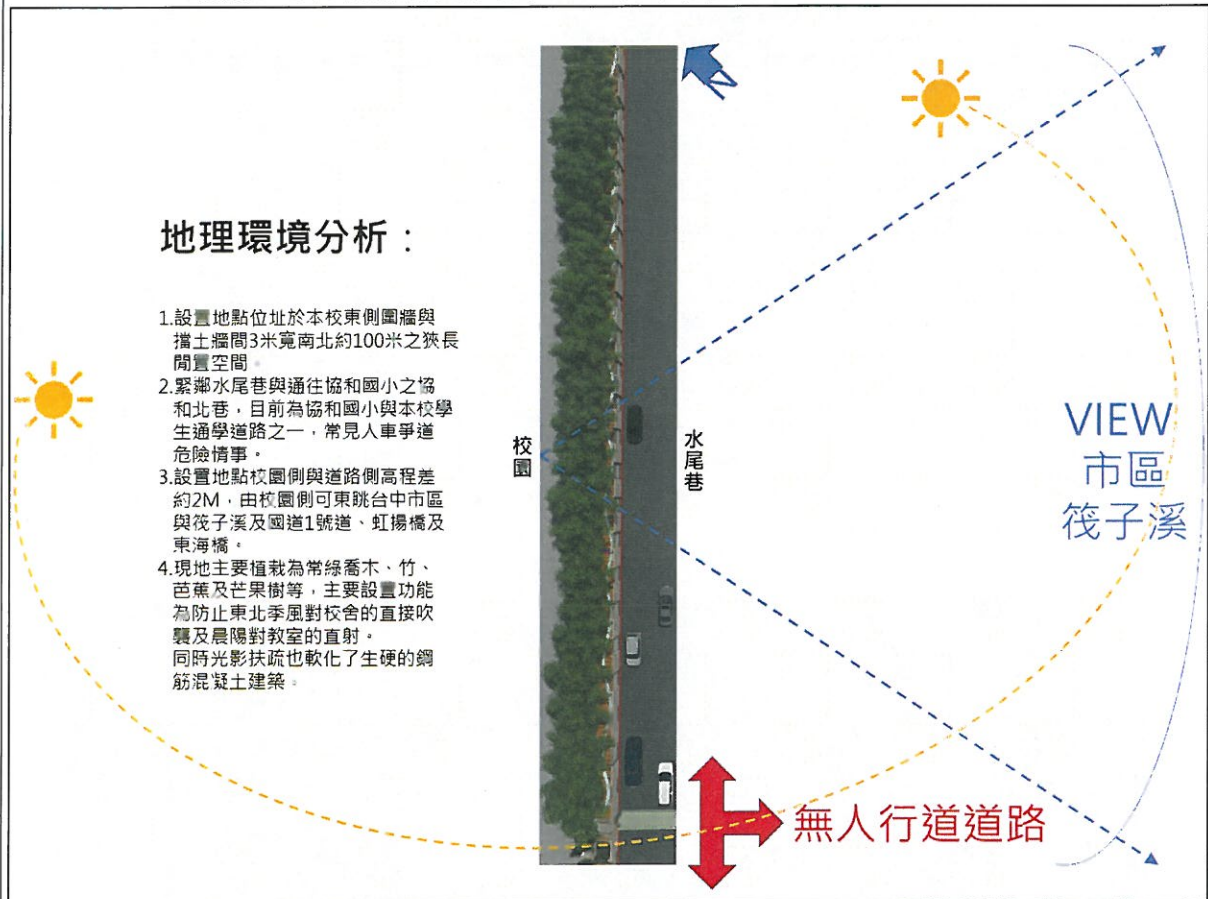 N
地理環境分析：
1.設置地點位址於本校東側圍牆與
擋土牆間3米寬南北約100米之狹長
閒置空間。
2.緊鄰水尾巷與通往協和國小之協
和北巷，目前為協和國小與本校學
生通學道路之一，常見人車爭道
危險情事。
3.設置地點校園側與道路側高程差
約2M，由校園側可東眺台中市區
與筏子溪及國道1號道、虹揚橋及
東海橋。
4.現地主要植栽為常綠喬木、竹、
芭蕉及芒果樹等，主要設置功能
為防止東北季風對校舍的直接吹
襲及晨陽對教室的直射。
同時光影扶疏也軟化了生硬的鋼
筋混凝土建築。
校園
水尾巷
VIEW
市區
筏子溪
無人行道道路